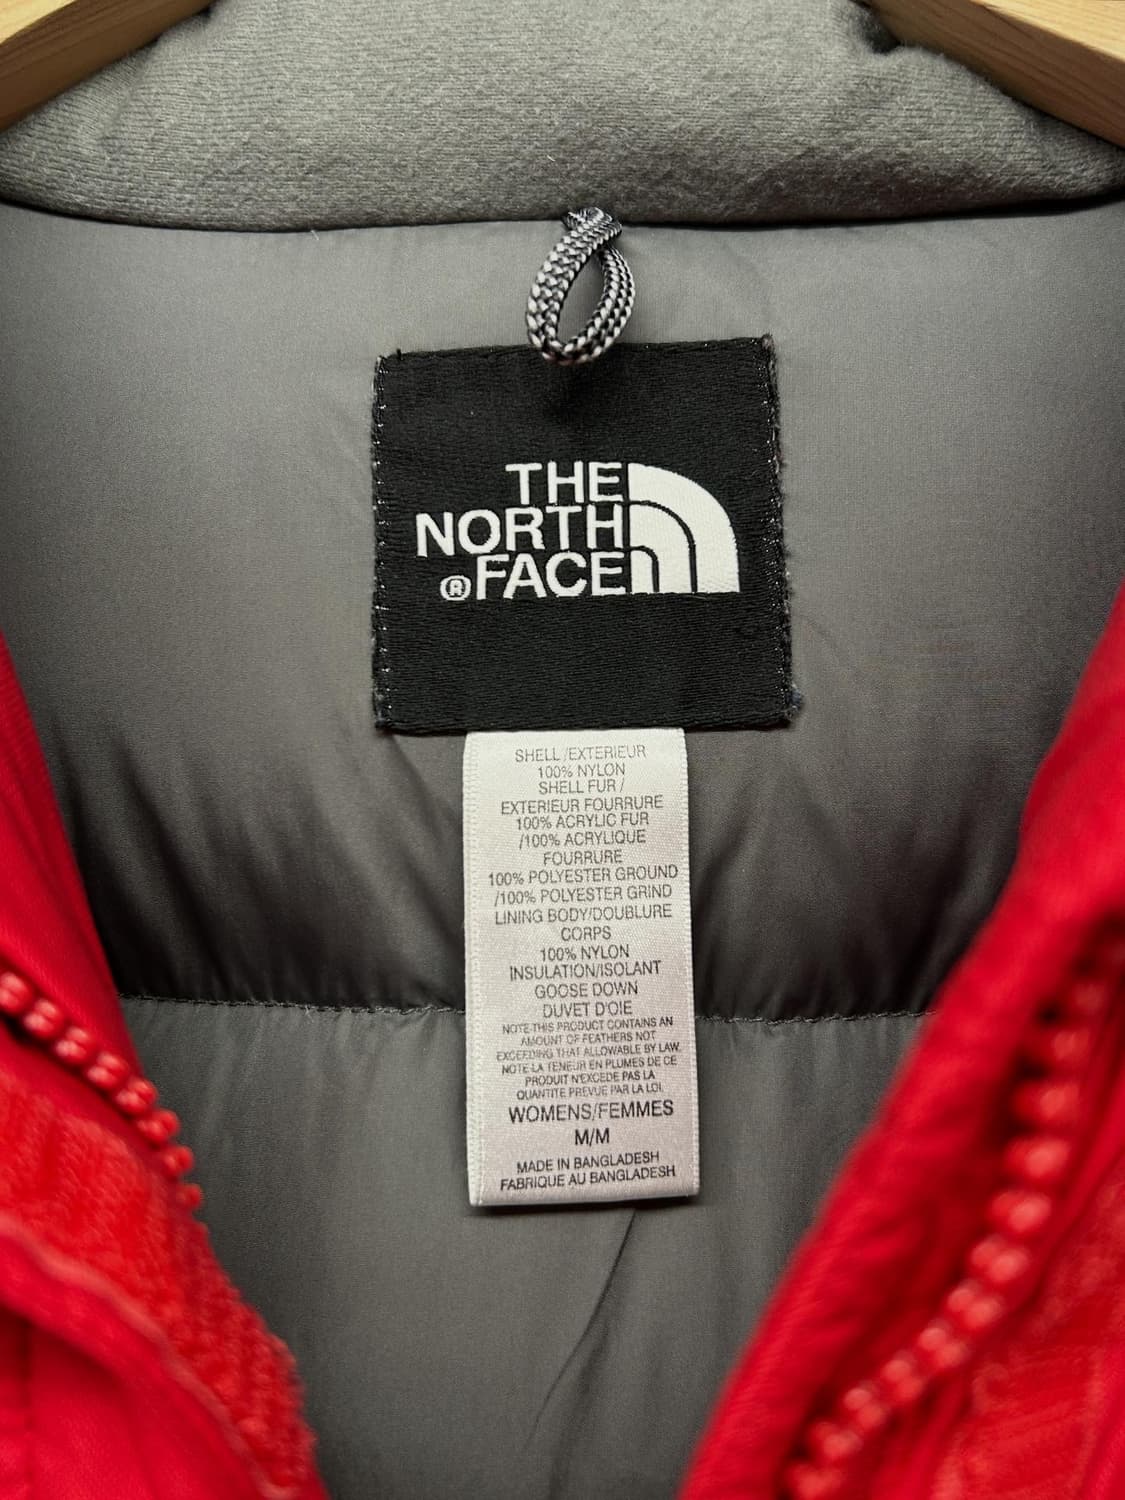 THE
NORTH
® FACE
SHELL/EXTERIEUR
100% NYLON
SHELL FUR /
EXTERIEUR FOURRURE
100% ACRYLIC FUR
/100% ACRYLIQUE
FOURRURE
100% POLYESTER GROUND
/100% POLYESTER GRIND
LINING BODY/DOUBLURE
CORPS
100% NYLON
INSULATION/ISOLANT
GOOSE DOWN
DUVET D'OIE
NOTE-THIS PRODUCT CONTAINS AN
AMOUNT OF FEATHERS NOT
EXCEEDING THAT ALLOWABLE BY LAW.
NOTE-LA TENEUR EN PLUMES DE CE
PRODUIT N'EXCEDE PAS LA
QUANTITE PREVUE PAR LA LOI.
WOMENS/FEMMES
M/M
MADE IN BANGLADESH
FABRIQUE AU BANGLADESH